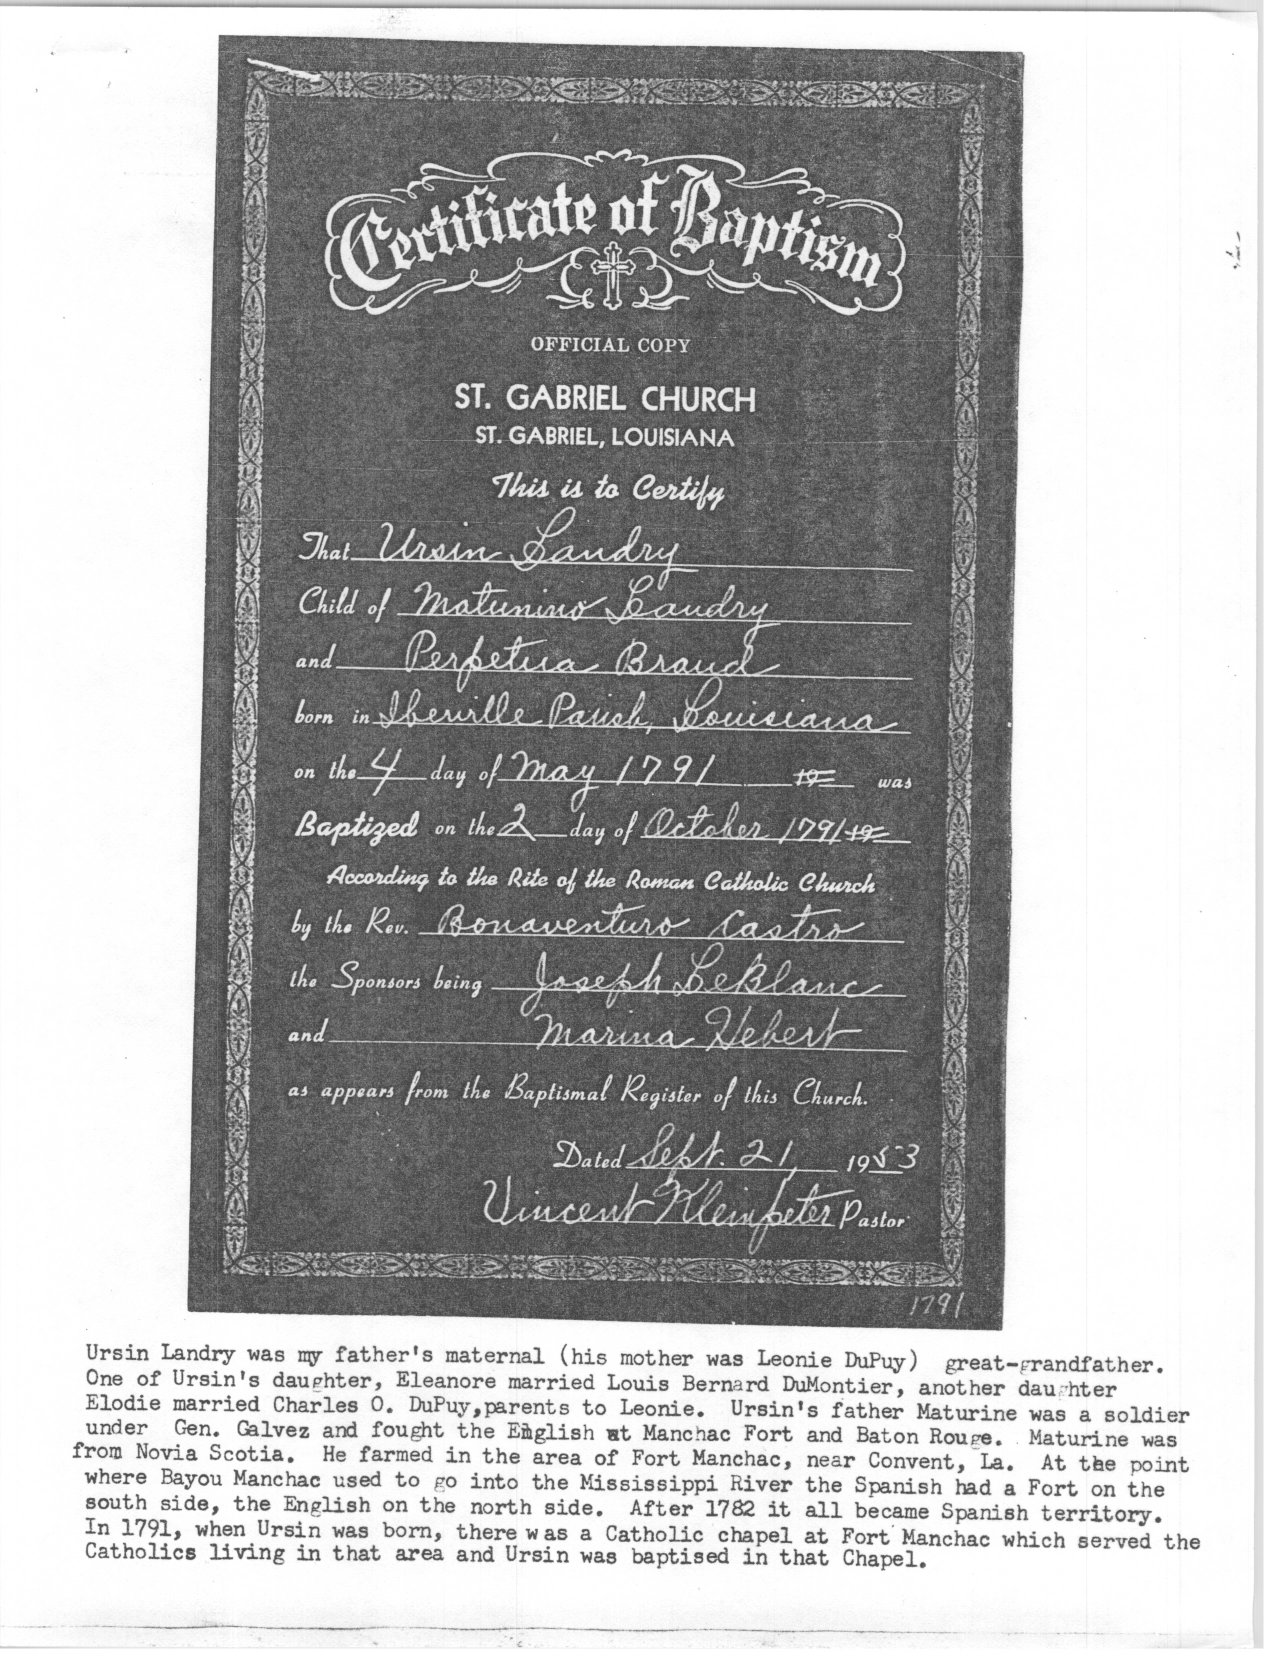 Certificate of Baptism
OFFICIAL COPY
ST. GABRIEL CHURCH
ST. GABRIEL, LOUISIANA
This is to Certify
That Ursin Landry
Child of Matunino Landry
and Perpetua Braud
born in Iberville Parish, Louisiana
on the 4 day of May 1791 19 was
Baptized on the 2 day of October 1791 19
According to the Rite of the Roman Catholic Church
by the Rev. Bonaventuro Castro
the Sponsors being Joseph LeBlanc
and Marina Hebert
as appears from the Baptismal Register of this Church.
Dated Sept. 21, 1953
Vincent Kleinpeter Pastor
1791
Ursin Landry was my father's maternal (his mother was Leonie DuPuy) great-grandfather.
One of Ursin's daughter, Eleanore married Louis Bernard DuMontier, another daughter
Elodie married Charles O. DuPuy,parents to Leonie. Ursin's father Maturine was a soldier
under Gen. Galvez and fought the English at Manchac Fort and Baton Rouge. Maturine was
from Novia Scotia. He farmed in the area of Fort Manchac, near Convent, La. At the point
where Bayou Manchac used to go into the Mississippi River the Spanish had a Fort on the
south side, the English on the north side. After 1782 it all became Spanish territory.
In 1791, when Ursin was born, there was a Catholic chapel at Fort Manchac which served the
Catholics living in that area and Ursin was baptised in that Chapel.